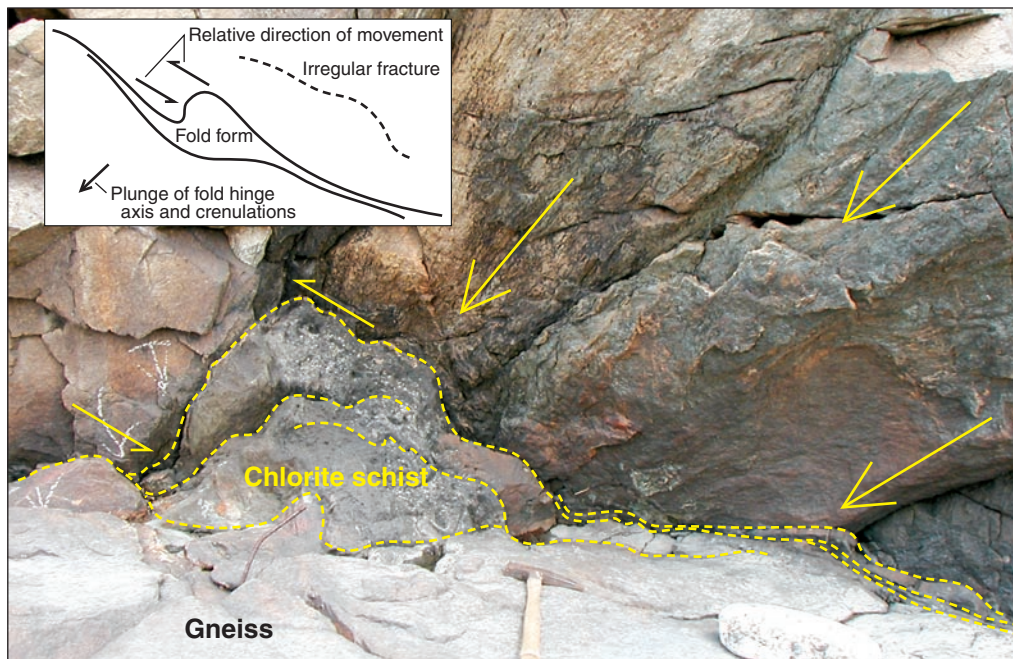 Relative direction
of movement
Irregular fracture
Fold form
Plunge of fold hinge
axis and crenulations
Chlorite schist
Gneiss